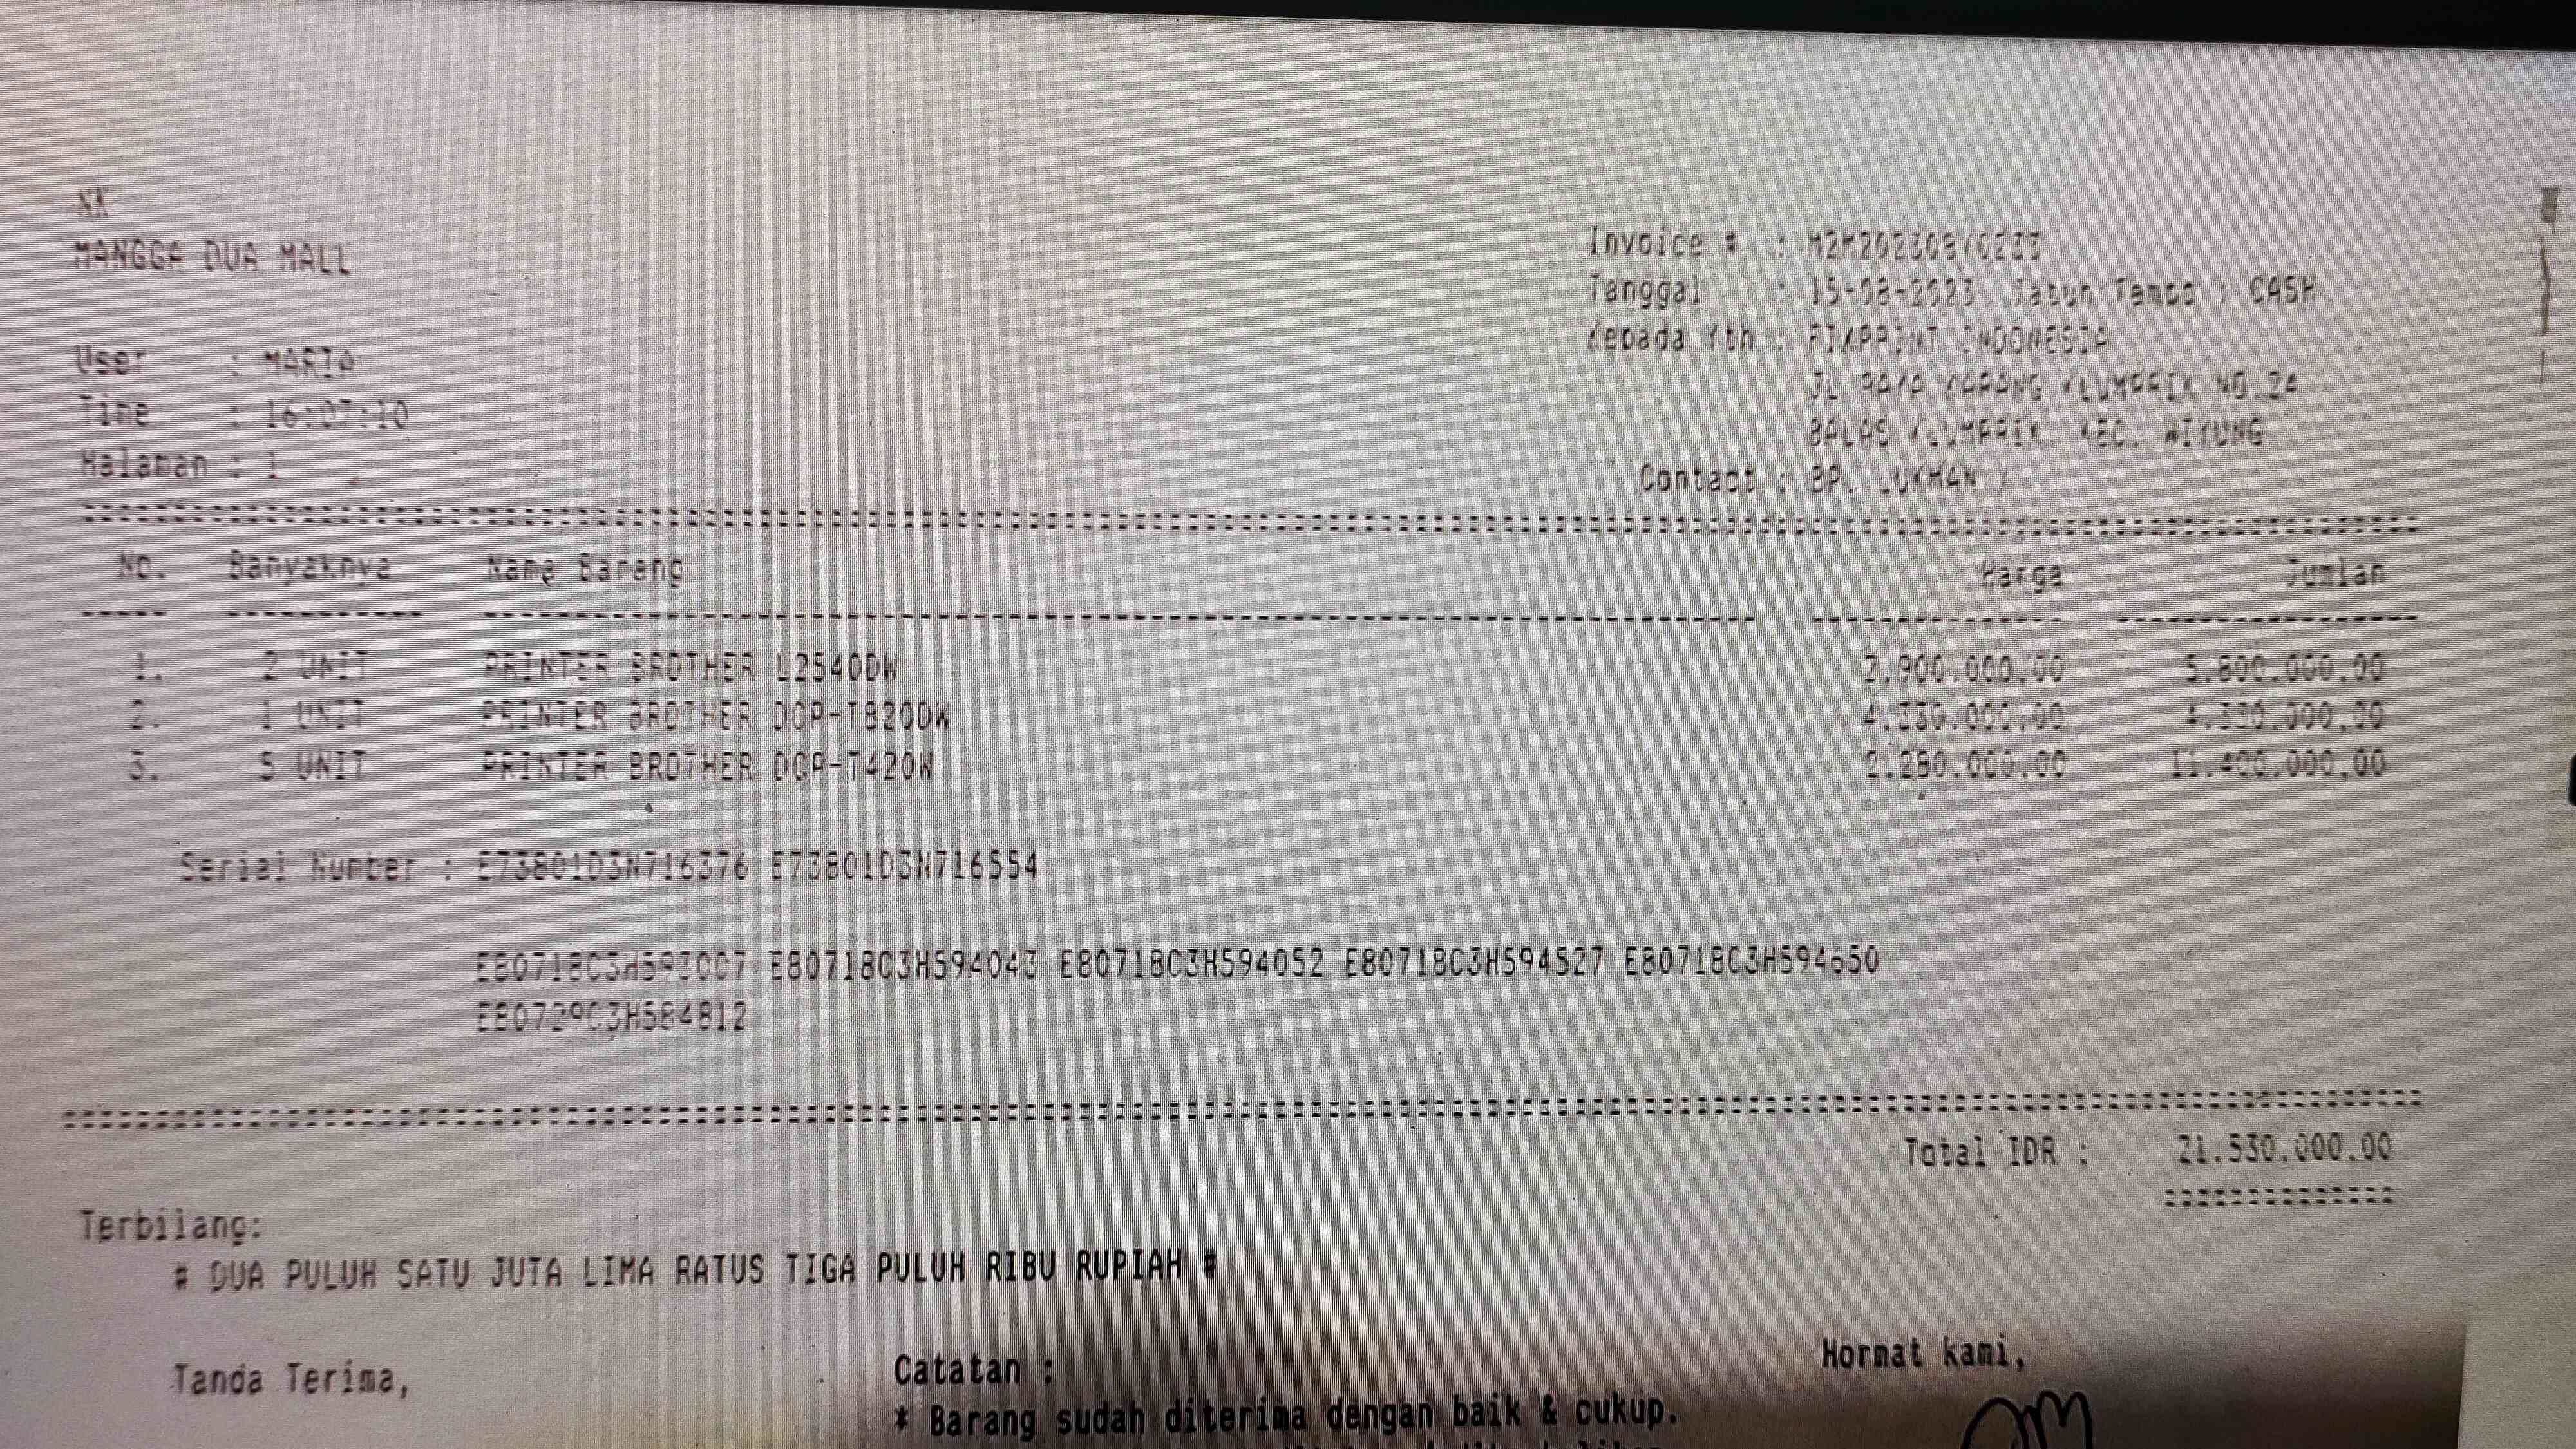 NK
MANGGA DUA MALL
User : MARIA
Time : 16:07:10
Halaman : 1
Invoice # : M2M202308/0233
Tanggal : 15-08-2023 Jatuh Tempo : CASH
Kepada Yth : FIXPRINT INDONESIA
JL RAYA KARANG KLUMPRIK NO.24
BALAS KLUMPRIK, KEC. WIYUNG
Contact : BP. LUKMAN /
No. Banyaknya Nama Barang Harga Jumlah
1. 2 UNIT PRINTER BROTHER L2540DW 2.900.000,00 5.800.000,00
2. 1 UNIT PRINTER BROTHER DCP-T820DW 4.330.000,00 4.330.000,00
3. 5 UNIT PRINTER BROTHER DCP-T420W 2.280.000,00 11.400.000,00
Serial Number : E73801D3N716376 E73801D3N716554
E80718C3H593007 E80718C3H594043 E80718C3H594052 E80718C3H594527 E80718C3H594650
E80729C3H584812
Total IDR : 21.530.000,00
Terbilang:
# DUA PULUH SATU JUTA LIMA RATUS TIGA PULUH RIBU RUPIAH #
Tanda Terima,
Catatan :
Hormat kami,
* Barang sudah diterima dengan baik & cukup.